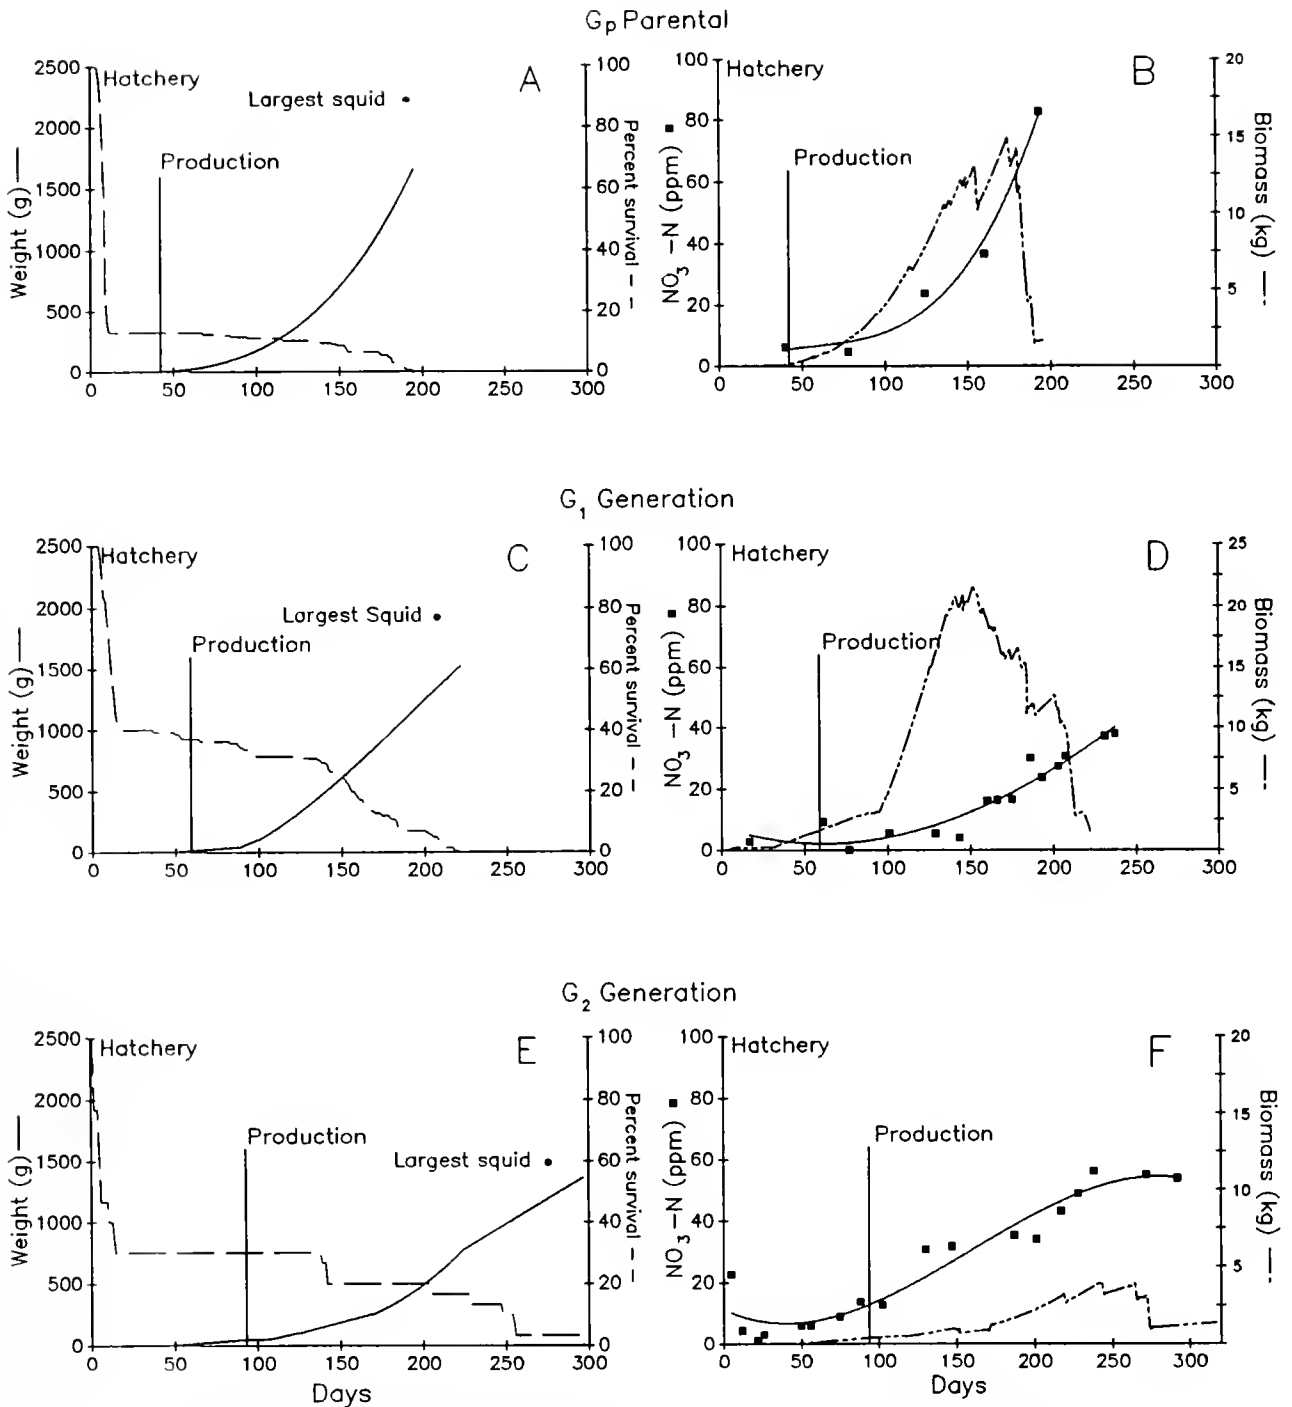 Gp Parental
A
Hatchery
Largest squid
Production
2500
2000
1500
1000
500
0
Weight (g)
100
80
60
40
20
0
Percent survival
0 50 100 150 200 250 300
B
Hatchery
Production
100
80
60
40
20
0
NO3 -N (ppm)
20
15
10
5
Biomass (kg)
0 50 100 150 200 250 300
G1 Generation
C
Hatchery
Largest Squid
Production
2500
2000
1500
1000
500
0
Weight (g)
100
80
60
40
20
0
Percent survival
0 50 100 150 200 250 300
D
Hatchery
Production
100
80
60
40
20
0
NO3 -N (ppm)
25
20
15
10
5
0
Biomass (kg)
0 50 100 150 200 250 300
G2 Generation
E
Hatchery
Production
Largest squid
2500
2000
1500
1000
500
0
Weight (g)
100
80
60
40
20
0
Percent survival
0 50 100 150 200 250 300
Days
F
Hatchery
Production
100
80
60
40
20
0
NO3-N (ppm)
20
15
10
5
Biomass (kg)
0 50 100 150 200 250 300
Days